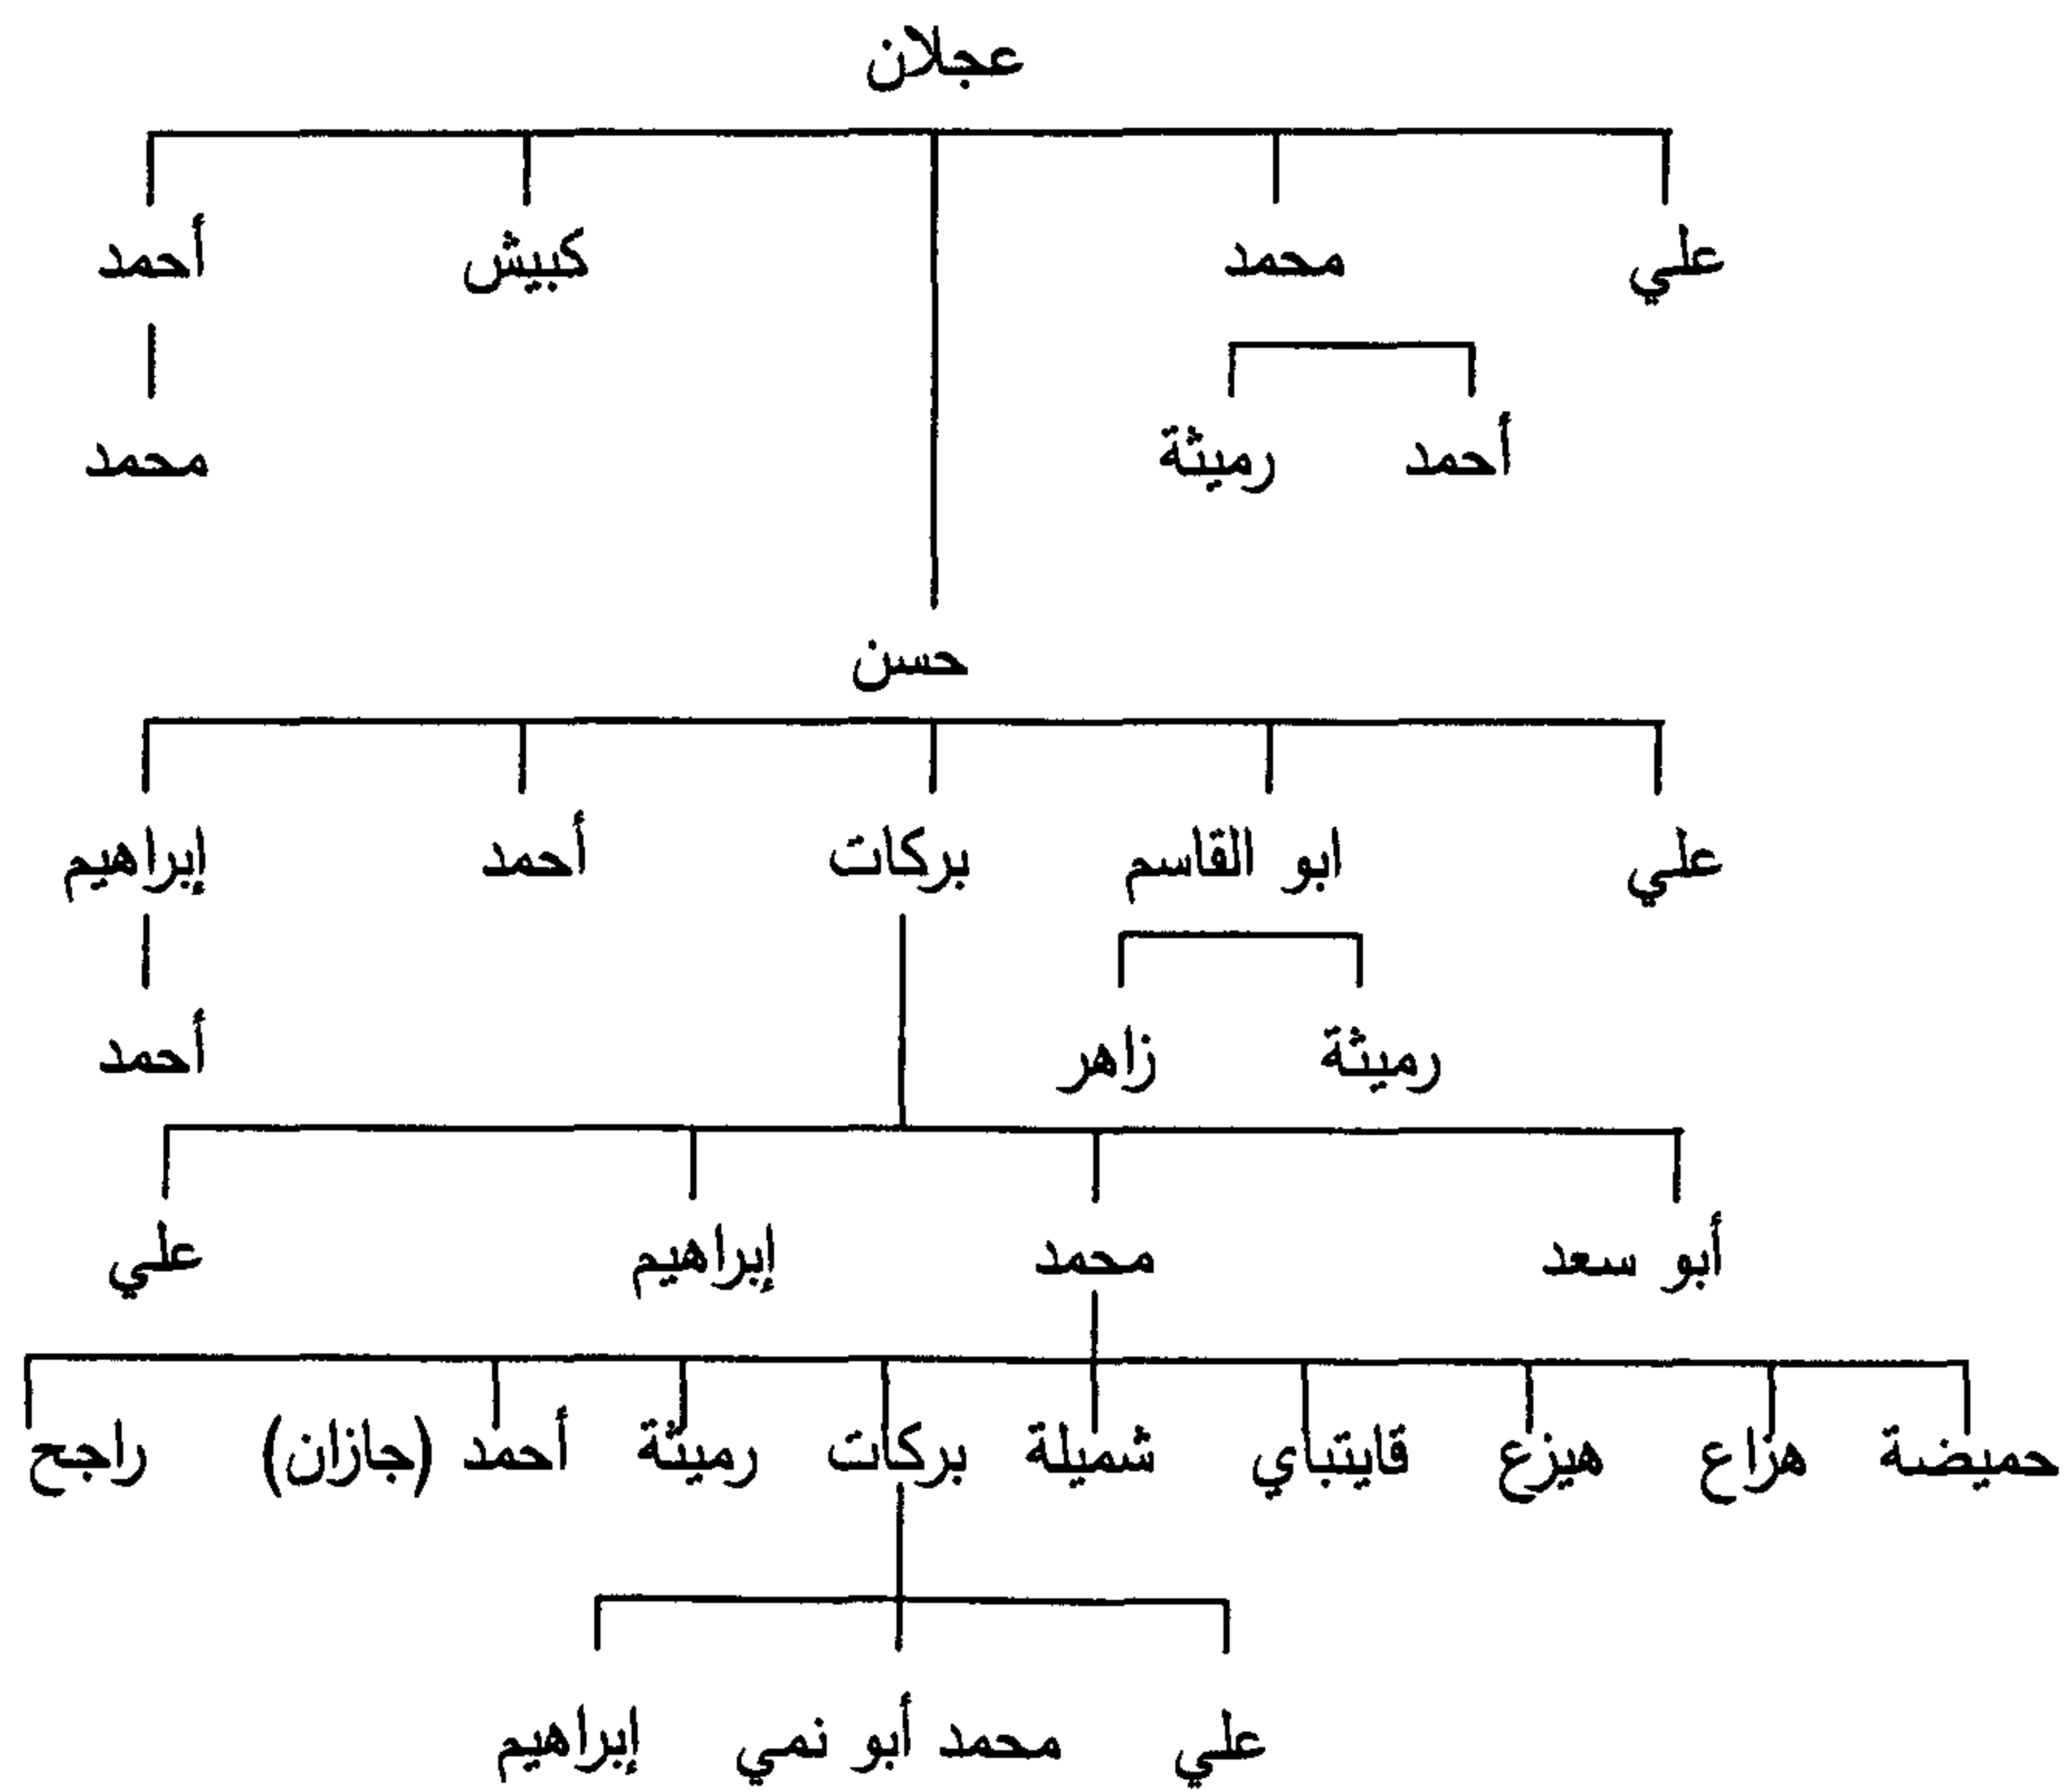 عجلان
علي محمد كبيش أحمد
أحمد رميثة محمد
حسن
علي ابو القاسم بركات أحمد إبراهيم
رميثة زاهر أحمد
أبو سعد محمد إبراهيم علي
حميضة هزاع هيزع قايتباي شميلة بركات رميثة أحمد (جازان) راجح
علي محمد أبو نمي إبراهيم